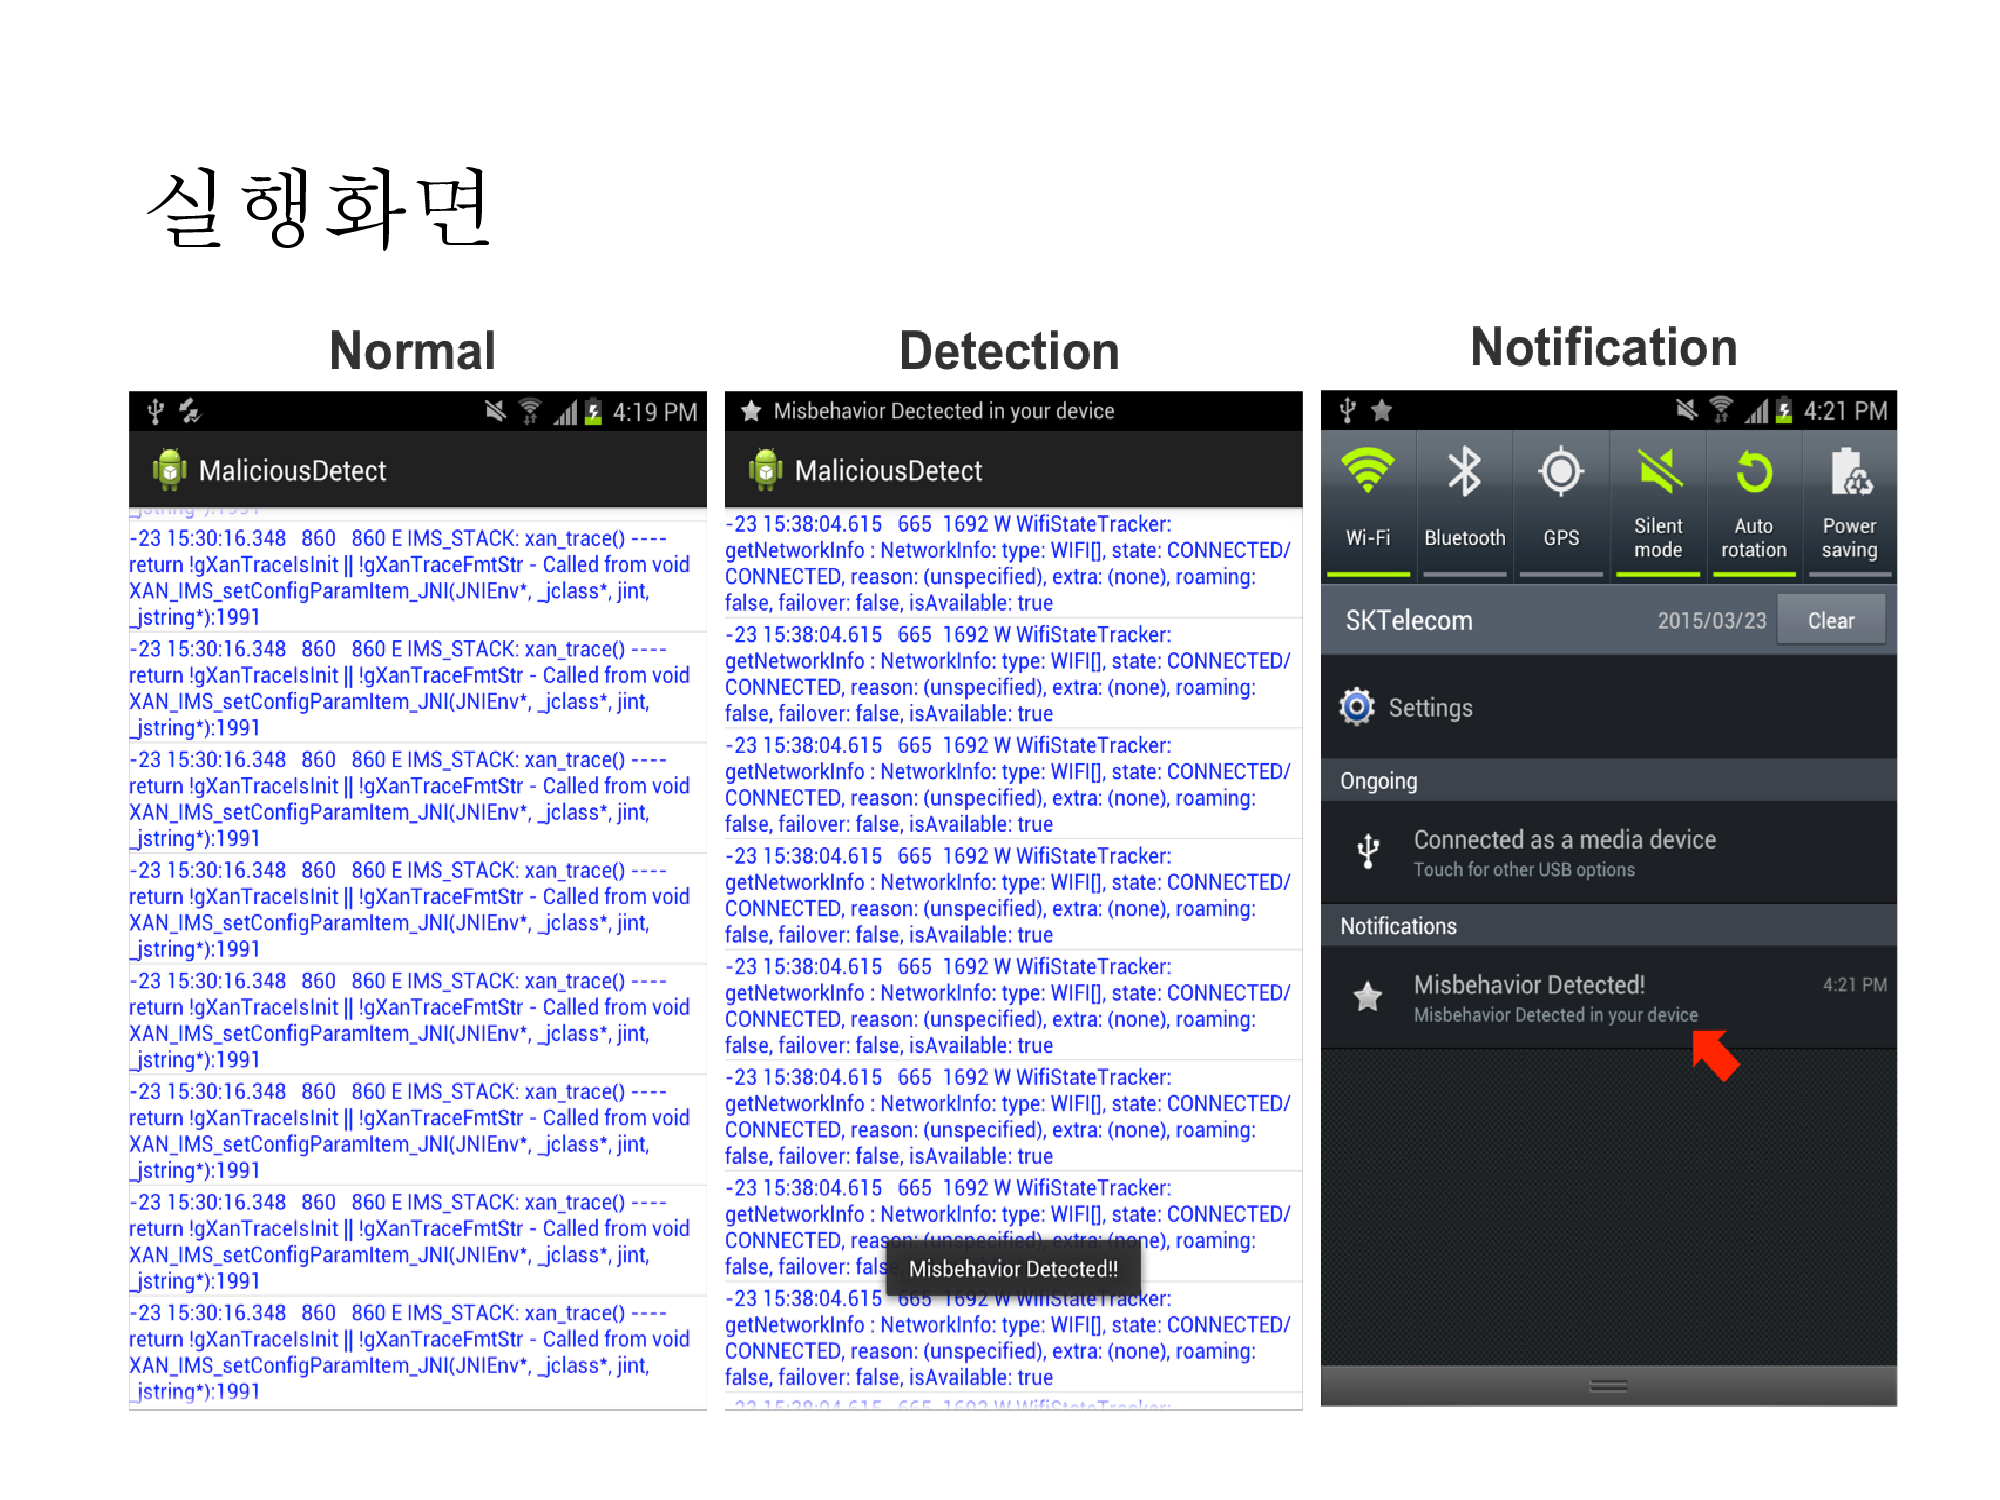 실행화면
Normal
4:19 PM
MaliciousDetect
_jstring*):1991
-23 15:30:16.348 860 860 E IMS_STACK: xan_trace() ----
return !gXanTraceIsInit || !gXanTraceFmtStr - Called from void
XAN_IMS_setConfigParamItem_JNI(JNIEnv*, _jclass*, jint,
_jstring*):1991
-23 15:30:16.348 860 860 E IMS_STACK: xan_trace() ----
return !gXanTraceIsInit || !gXanTraceFmtStr - Called from void
XAN_IMS_setConfigParamItem_JNI(JNIEnv*, _jclass*, jint,
_jstring*):1991
-23 15:30:16.348 860 860 E IMS_STACK: xan_trace() ----
return !gXanTraceIsInit || !gXanTraceFmtStr - Called from void
XAN_IMS_setConfigParamItem_JNI(JNIEnv*, _jclass*, jint,
_jstring*):1991
-23 15:30:16.348 860 860 E IMS_STACK: xan_trace() ----
return !gXanTraceIsInit || !gXanTraceFmtStr - Called from void
XAN_IMS_setConfigParamItem_JNI(JNIEnv*, _jclass*, jint,
_jstring*):1991
-23 15:30:16.348 860 860 E IMS_STACK: xan_trace() ----
return !gXanTraceIsInit || !gXanTraceFmtStr - Called from void
XAN_IMS_setConfigParamItem_JNI(JNIEnv*, _jclass*, jint,
_jstring*):1991
-23 15:30:16.348 860 860 E IMS_STACK: xan_trace() ----
return !gXanTraceIsInit || !gXanTraceFmtStr - Called from void
XAN_IMS_setConfigParamItem_JNI(JNIEnv*, _jclass*, jint,
_jstring*):1991
-23 15:30:16.348 860 860 E IMS_STACK: xan_trace() ----
return !gXanTraceIsInit || !gXanTraceFmtStr - Called from void
XAN_IMS_setConfigParamItem_JNI(JNIEnv*, _jclass*, jint,
_jstring*):1991
-23 15:30:16.348 860 860 E IMS_STACK: xan_trace() ----
return !gXanTraceIsInit || !gXanTraceFmtStr - Called from void
XAN_IMS_setConfigParamItem_JNI(JNIEnv*, _jclass*, jint,
_jstring*):1991
Detection
Misbehavior Dectected in your device
MaliciousDetect
-23 15:38:04.615 665 1692 W WifiStateTracker:
getNetworkInfo : NetworkInfo: type: WIFI[], state: CONNECTED/
CONNECTED, reason: (unspecified), extra: (none), roaming:
false, failover: false, isAvailable: true
-23 15:38:04.615 665 1692 W WifiStateTracker:
getNetworkInfo : NetworkInfo: type: WIFI[], state: CONNECTED/
CONNECTED, reason: (unspecified), extra: (none), roaming:
false, failover: false, isAvailable: true
-23 15:38:04.615 665 1692 W WifiStateTracker:
getNetworkInfo : NetworkInfo: type: WIFI[], state: CONNECTED/
CONNECTED, reason: (unspecified), extra: (none), roaming:
false, failover: false, isAvailable: true
-23 15:38:04.615 665 1692 W WifiStateTracker:
getNetworkInfo : NetworkInfo: type: WIFI[], state: CONNECTED/
CONNECTED, reason: (unspecified), extra: (none), roaming:
false, failover: false, isAvailable: true
-23 15:38:04.615 665 1692 W WifiStateTracker:
getNetworkInfo : NetworkInfo: type: WIFI[], state: CONNECTED/
CONNECTED, reason: (unspecified), extra: (none), roaming:
false, failover: false, isAvailable: true
-23 15:38:04.615 665 1692 W WifiStateTracker:
getNetworkInfo : NetworkInfo: type: WIFI[], state: CONNECTED/
CONNECTED, reason: (unspecified), extra: (none), roaming:
false, failover: false, isAvailable: true
-23 15:38:04.615 665 1692 W WifiStateTracker:
getNetworkInfo : NetworkInfo: type: WIFI[], state: CONNECTED/
CONNECTED, reason: (unspecified), extra: (none), roaming:
false, failover: fals
Misbehavior Detected!!
-23 15:38:04.615 665 1692 W WifiStateTracker:
getNetworkInfo : NetworkInfo: type: WIFI[], state: CONNECTED/
CONNECTED, reason: (unspecified), extra: (none), roaming:
false, failover: false, isAvailable: true
-23 15:38:04.615 665 1692 W WifiStateTracker:
Notification
4:21 PM
Wi-Fi
Bluetooth
GPS
Silent
mode
Auto
rotation
Power
saving
SKTelecom 2015/03/23 Clear
Settings
Ongoing
Connected as a media device
Touch for other USB options
Notifications
Misbehavior Detected! 4:21 PM
Misbehavior Detected in your device